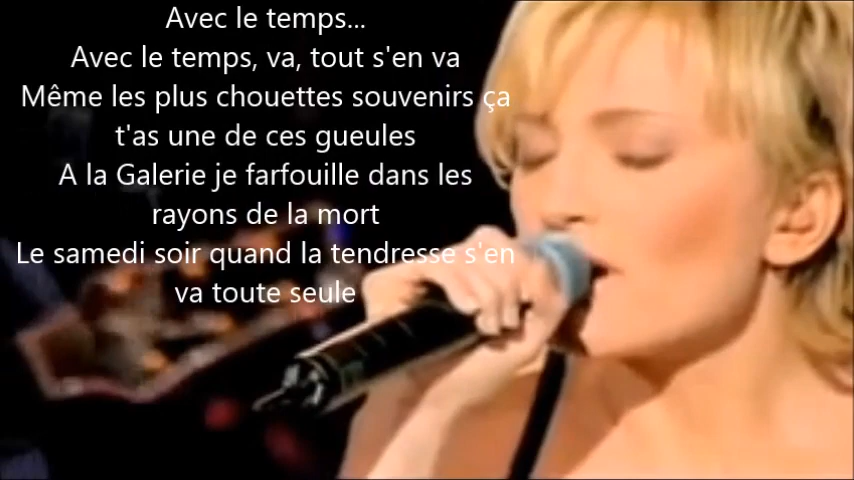 Avec le temps...
Avec le temps, va, tout s'en va
Même les plus chouettes souvenirs ça
t'as une de ces gueules
A la Galerie je farfouille dans les
rayons de la mort
Le samedi soir quand la tendresse s'en
va toute seule